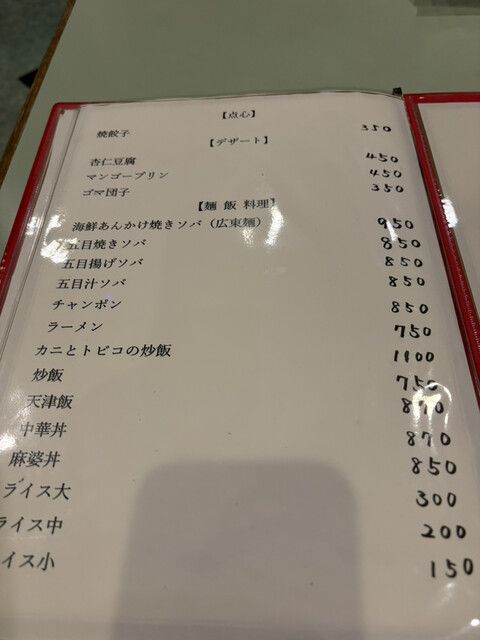 【点心】
焼餃子 350
【デザート】
杏仁豆腐 450
マンゴープリン 450
ゴマ団子 350
【麺 飯 料理】
海鮮あんかけ焼きソバ（広東麺） 950
五目焼きソバ 850
五目揚げソバ 850
五目汁ソバ 850
チャンポン 850
ラーメン 750
カニとトビコの炒飯 1100
炒飯 750
天津飯 870
中華丼 870
麻婆丼 850
ライス大 300
ライス中 200
イス小 150